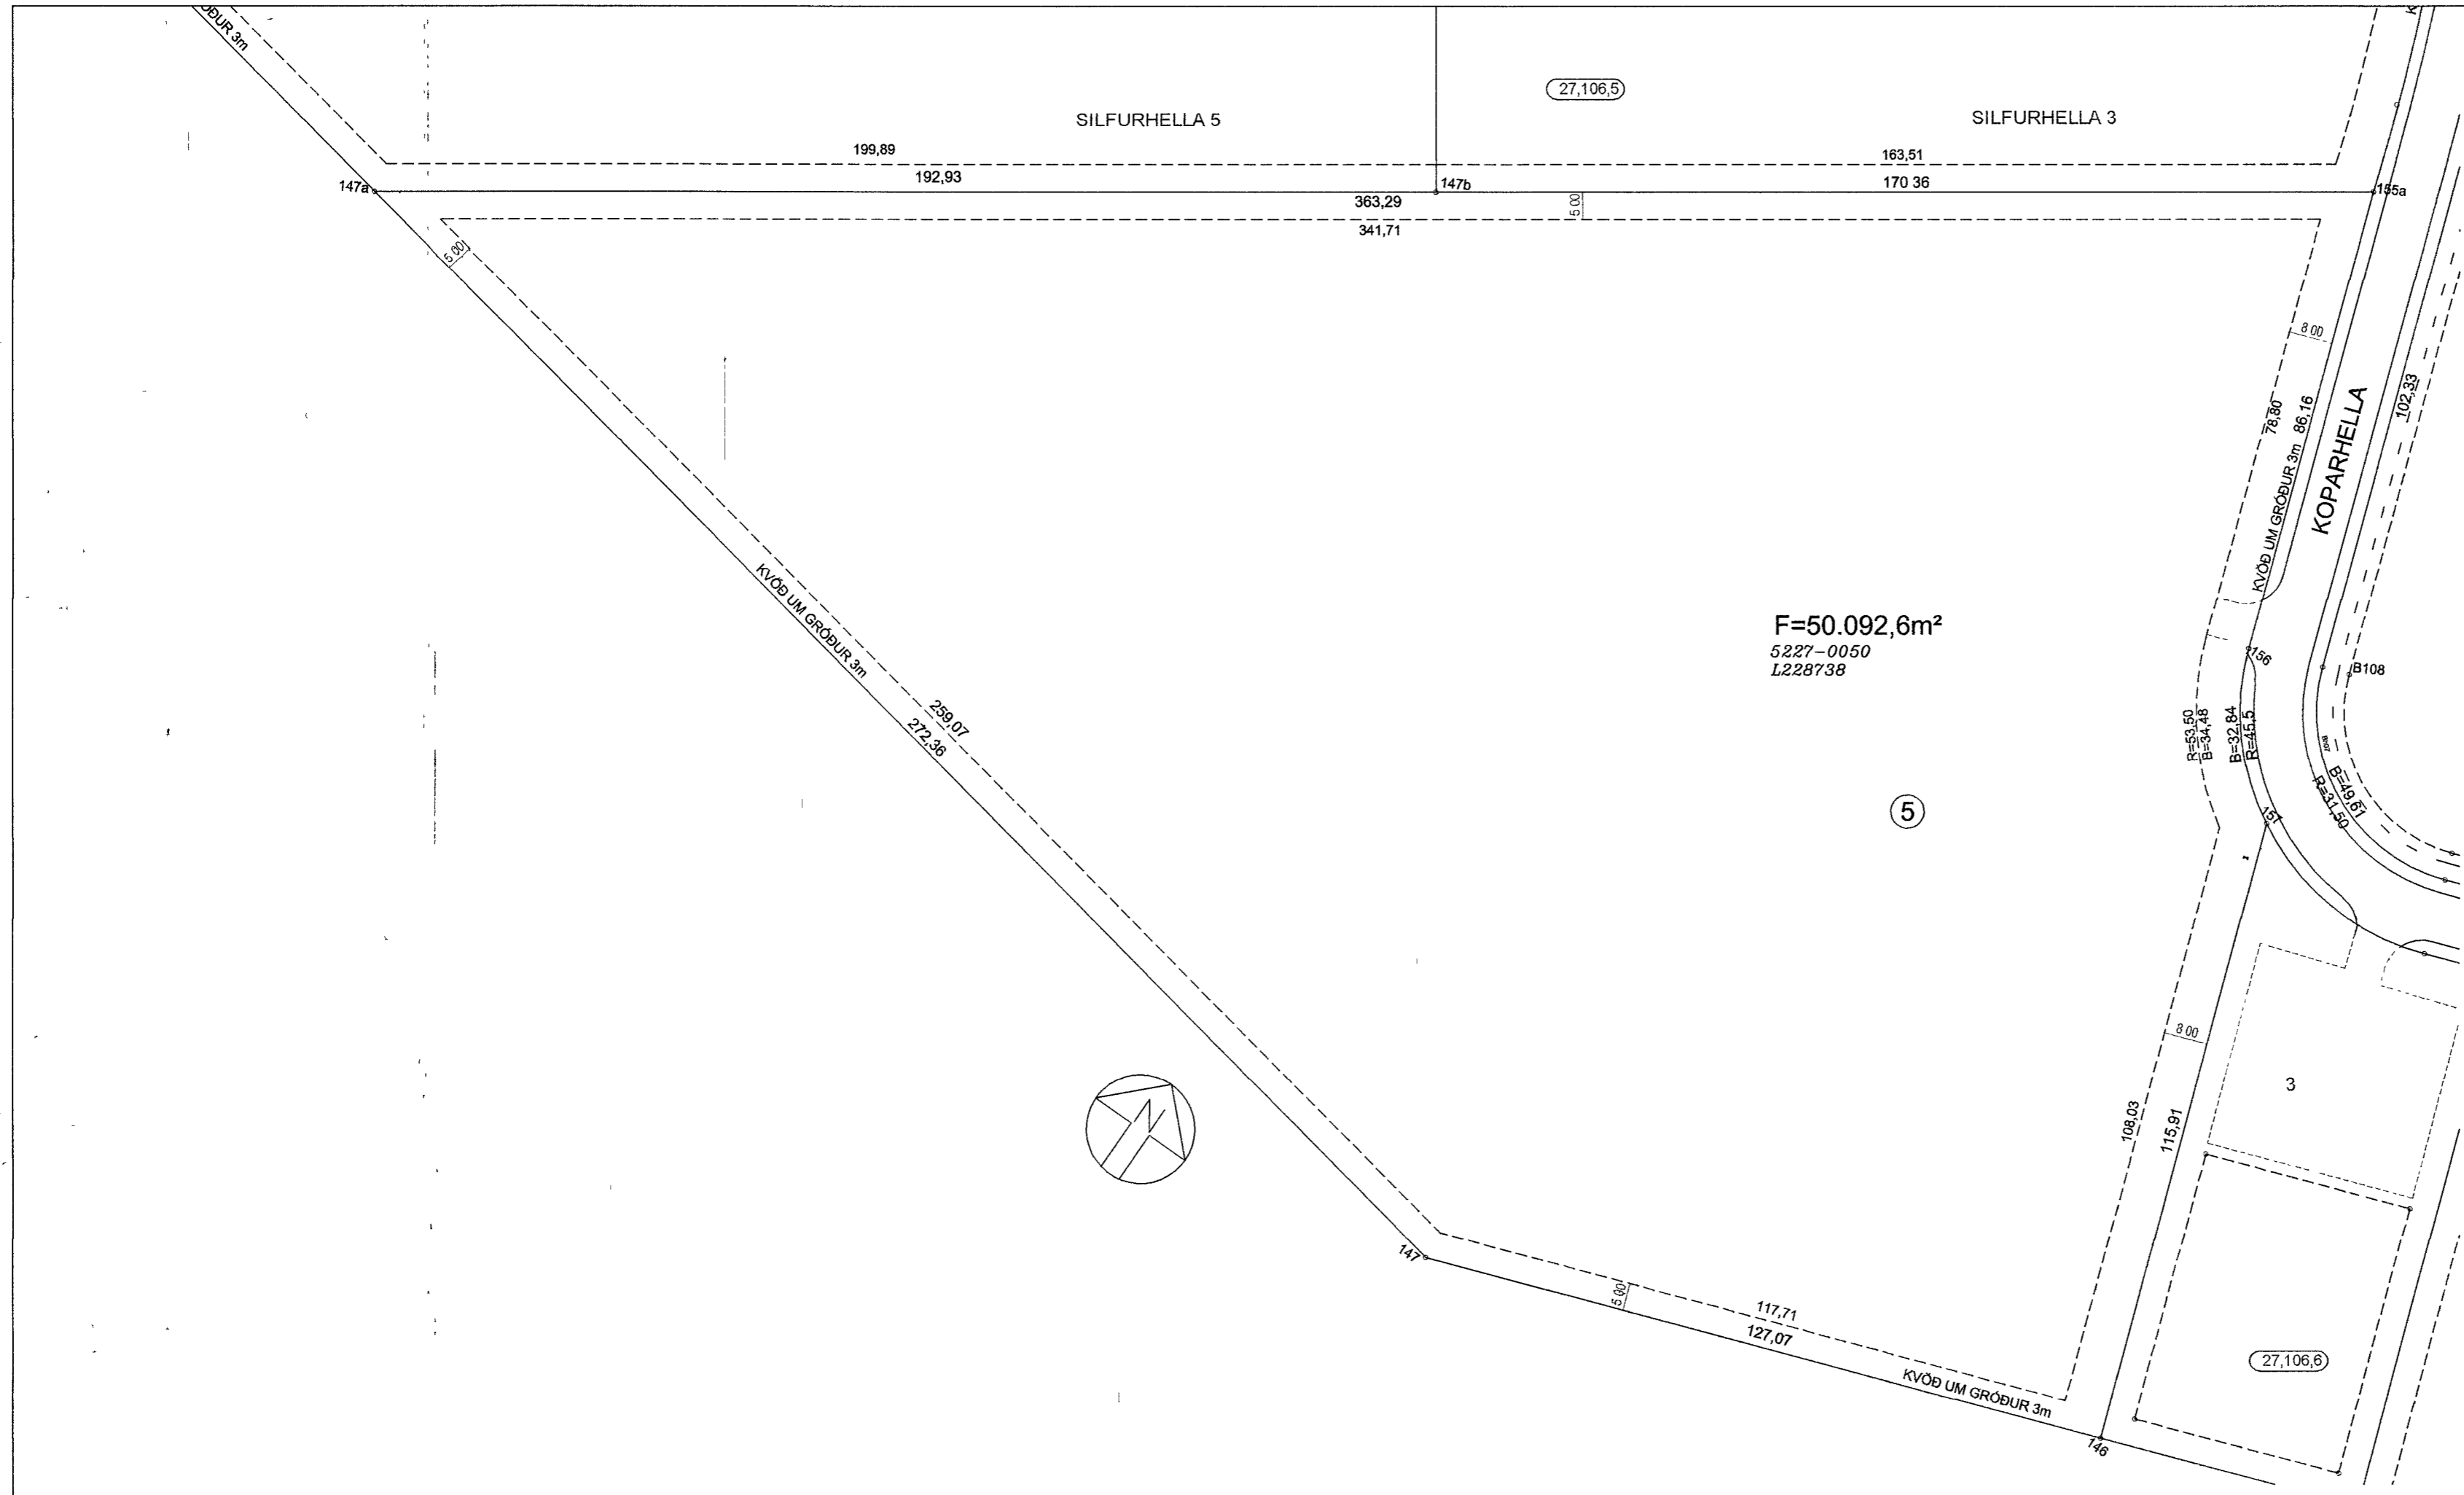 ÐUR 3m
K
27,106,5
SILFURHELLA 5
SILFURHELLA 3
199,89
163,51
147a
192,93
147b
170 36
155a
363,29
5 00
341,71
5 00
8 00
78,80
86,16
KVÖÐ UM GRÓÐUR 3m
KOPARHELLA
102,33
KVÖÐ UM GRÓÐUR 3m
259,07
272,36
F=50.092,6m²
5227-0050
L228738
156
B108
R=53,50
B=34,48
B=32,84
R=45,5
B=49,61
R=31,50
157
5
N
8 00
3
108,03
115,91
147
5 00
117,71
127,07
KVÖÐ UM GRÓÐUR 3m
27,106,6
146